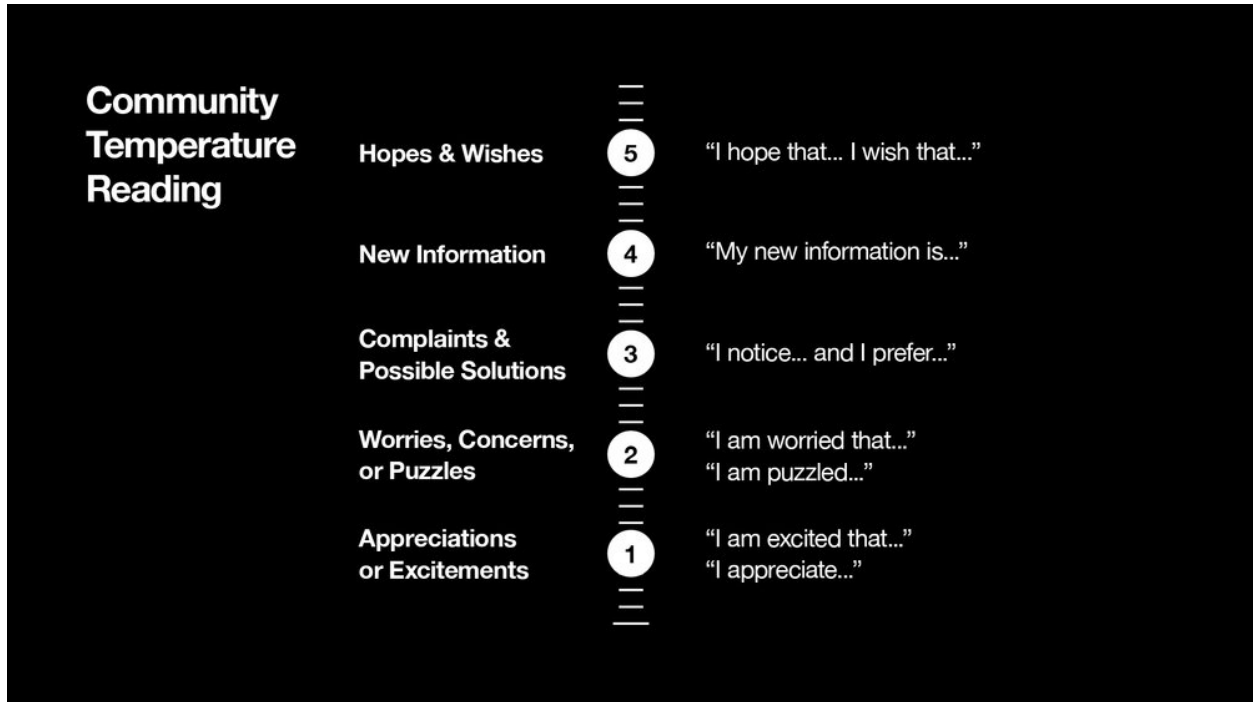 Community
Temperature
Reading
Hopes & Wishes
5
“I hope that... I wish that...”
New Information
4
“My new information is...”
Complaints &
Possible Solutions
3
“I notice... and I prefer...”
Worries, Concerns,
or Puzzles
2
“I am worried that...”
“I am puzzled...”
Appreciations
or Excitements
1
“I am excited that...”
“I appreciate...”